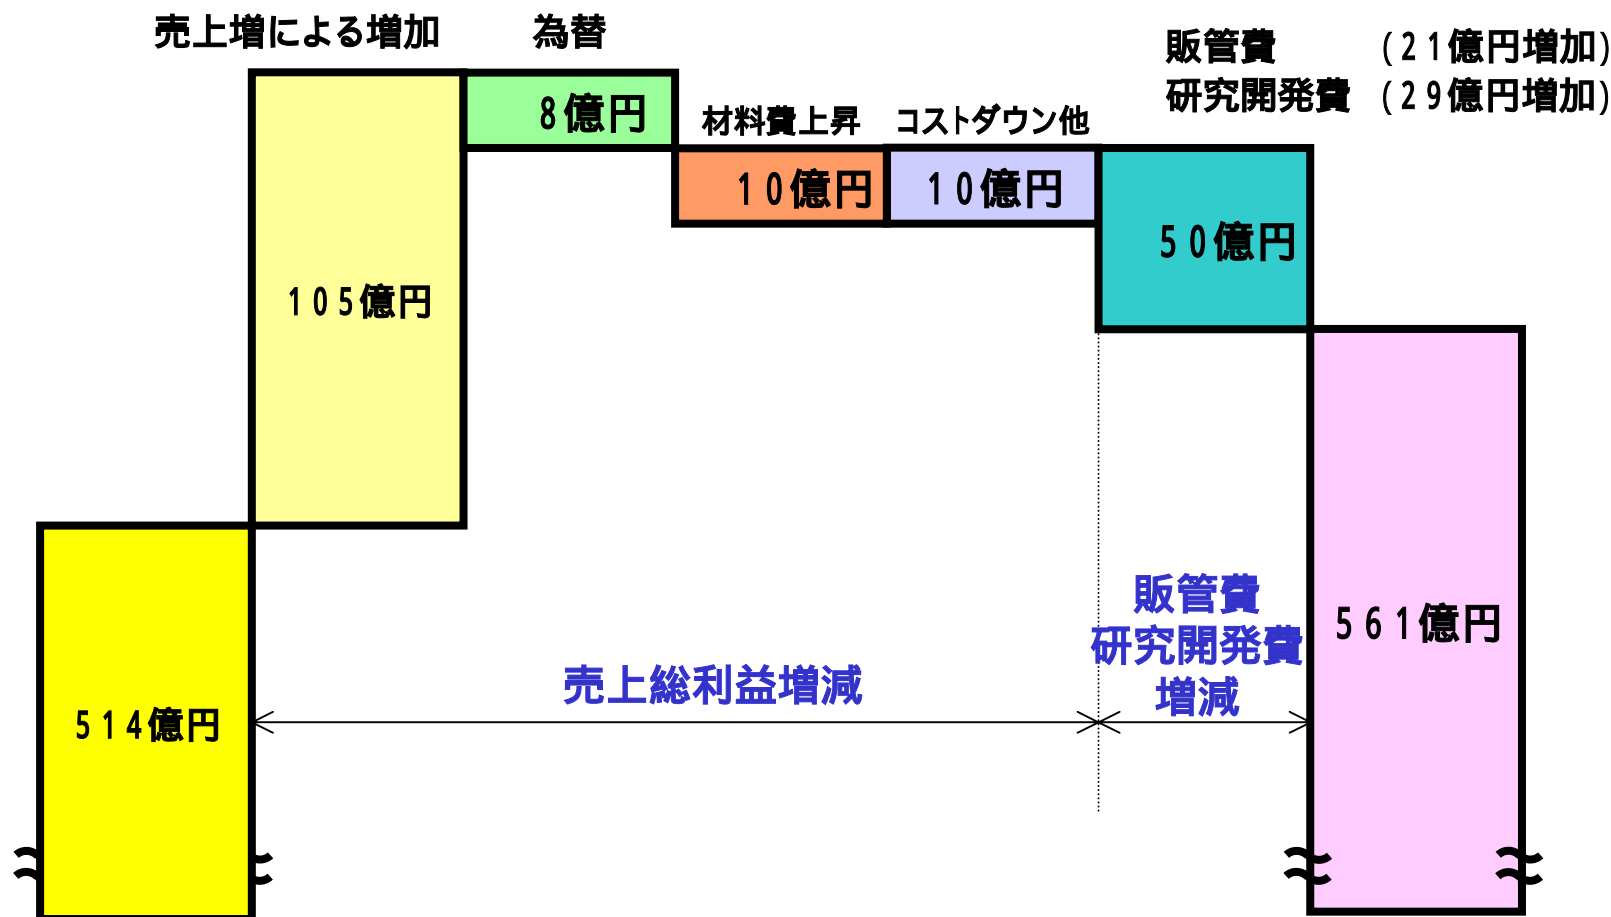 売上増による増加
為替
販管費 （２１億円増加）
研究開発費 （２９億円増加）
８億円
材料費上昇
コストダウン他
１０億円
１０億円
５０億円
１０５億円
販管費
研究開発費
増減
５６１億円
売上総利益増減
５１４億円